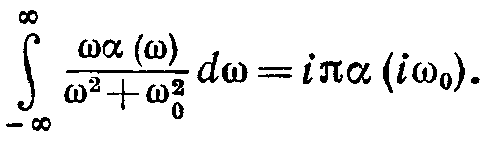 ∫_{-∞}^{∞} ωα (ω) / (ω² + ω₀²) dω = iπα (iω₀).